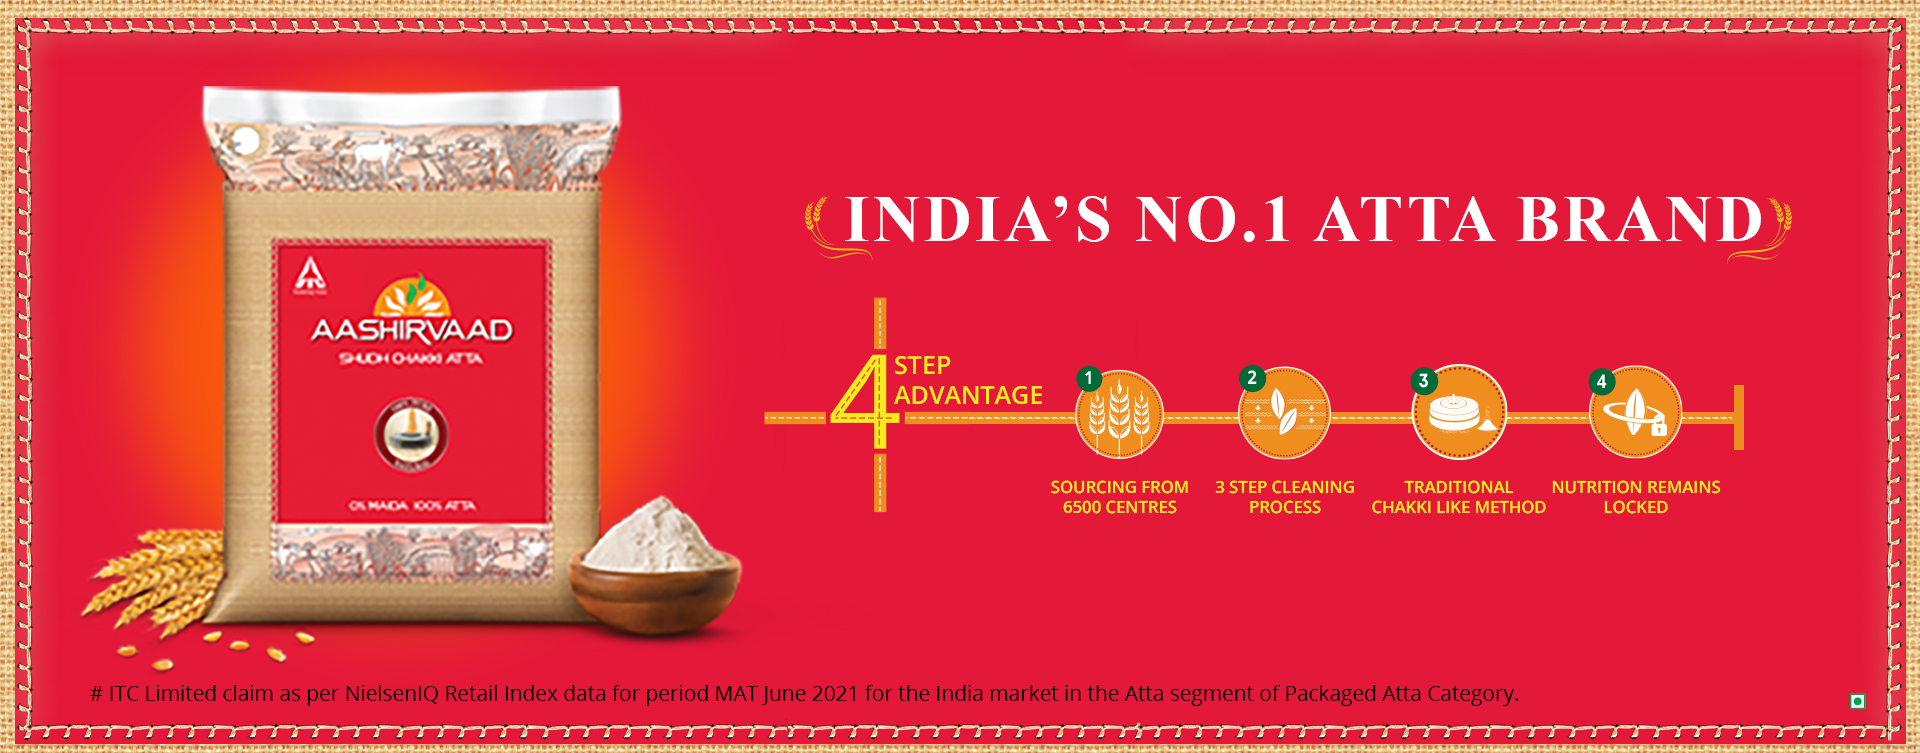 INDIA'S NO.1 ATTA BRAND
AASHIRVAAD
SHUDH CHAKKI ATTA
0% MAIDA 100% ATTA
4 STEP
ADVANTAGE
1
SOURCING FROM
6500 CENTRES
2
3 STEP CLEANING
PROCESS
3
TRADITIONAL
CHAKKI LIKE METHOD
4
NUTRITION REMAINS
LOCKED
# ITC Limited claim as per NielsenIQ Retail Index data for period MAT June 2021 for the India market in the Atta segment of Packaged Atta Category.